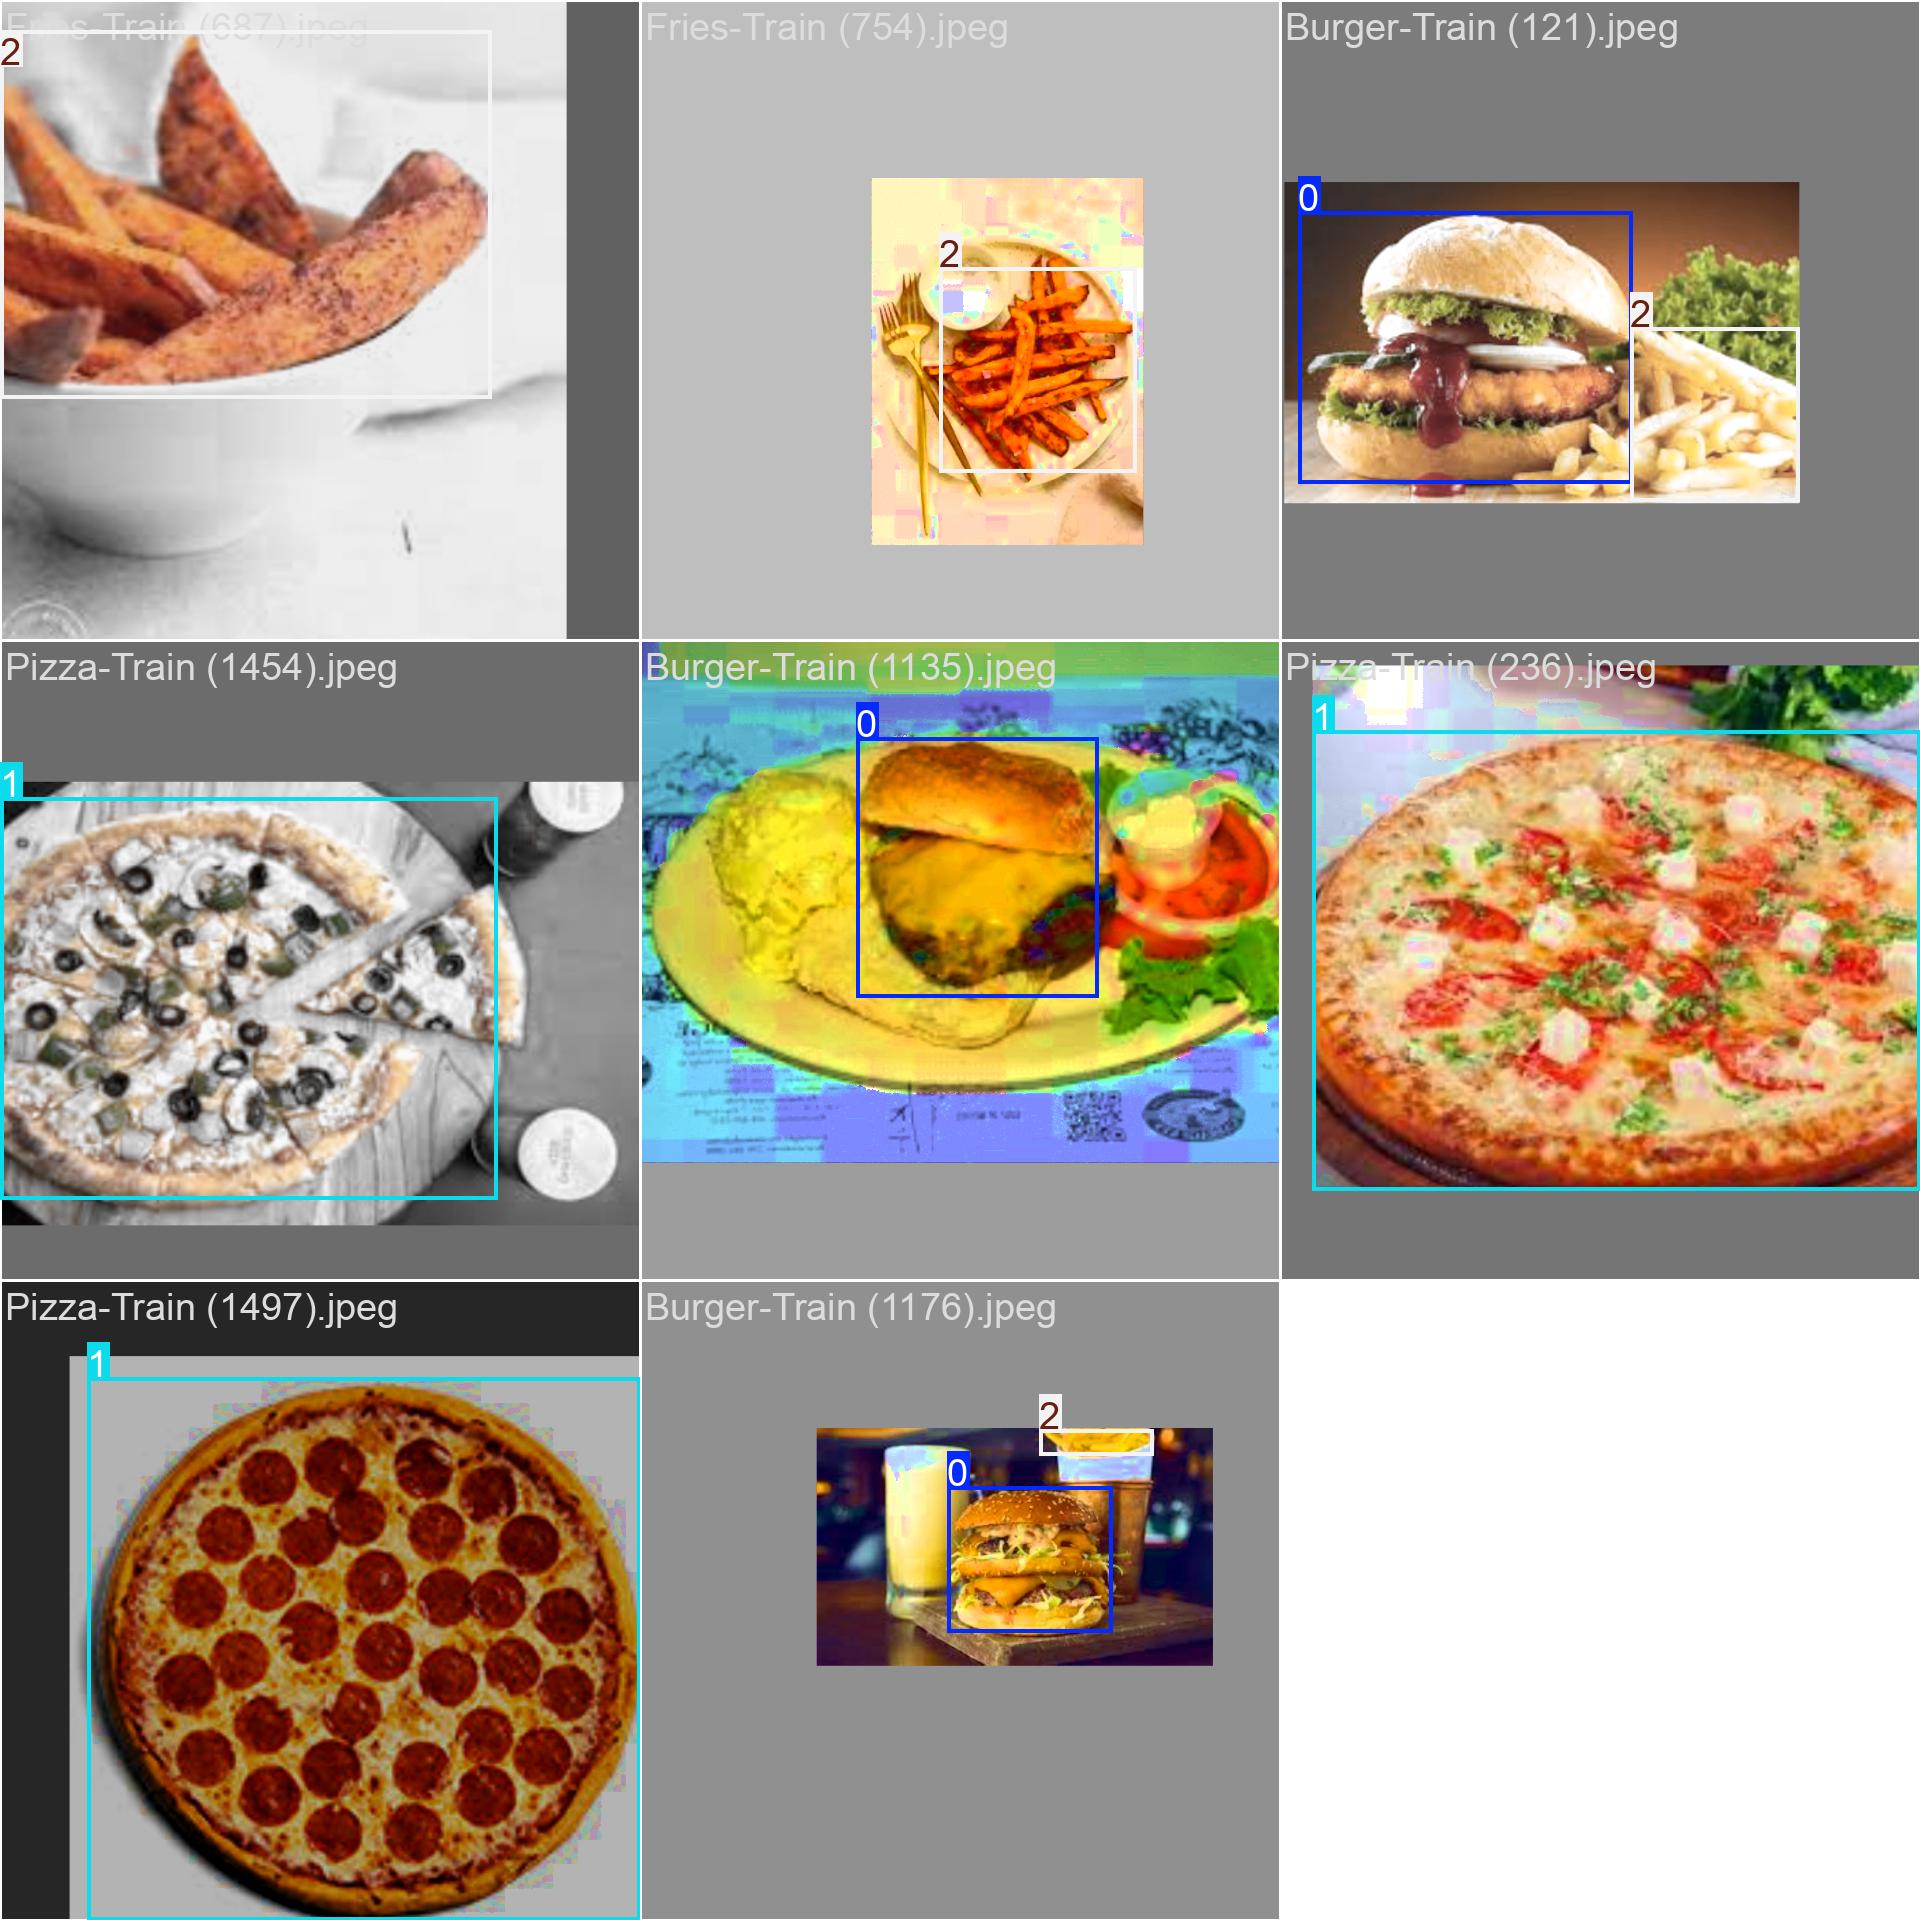 Fries-Train (687).jpeg
2
Fries-Train (754).jpeg
2
Burger-Train (121).jpeg
0
2
Pizza-Train (1454).jpeg
1
Burger-Train (1135).jpeg
0
Pizza-Train (236).jpeg
1
Pizza-Train (1497).jpeg
1
Burger-Train (1176).jpeg
2
0